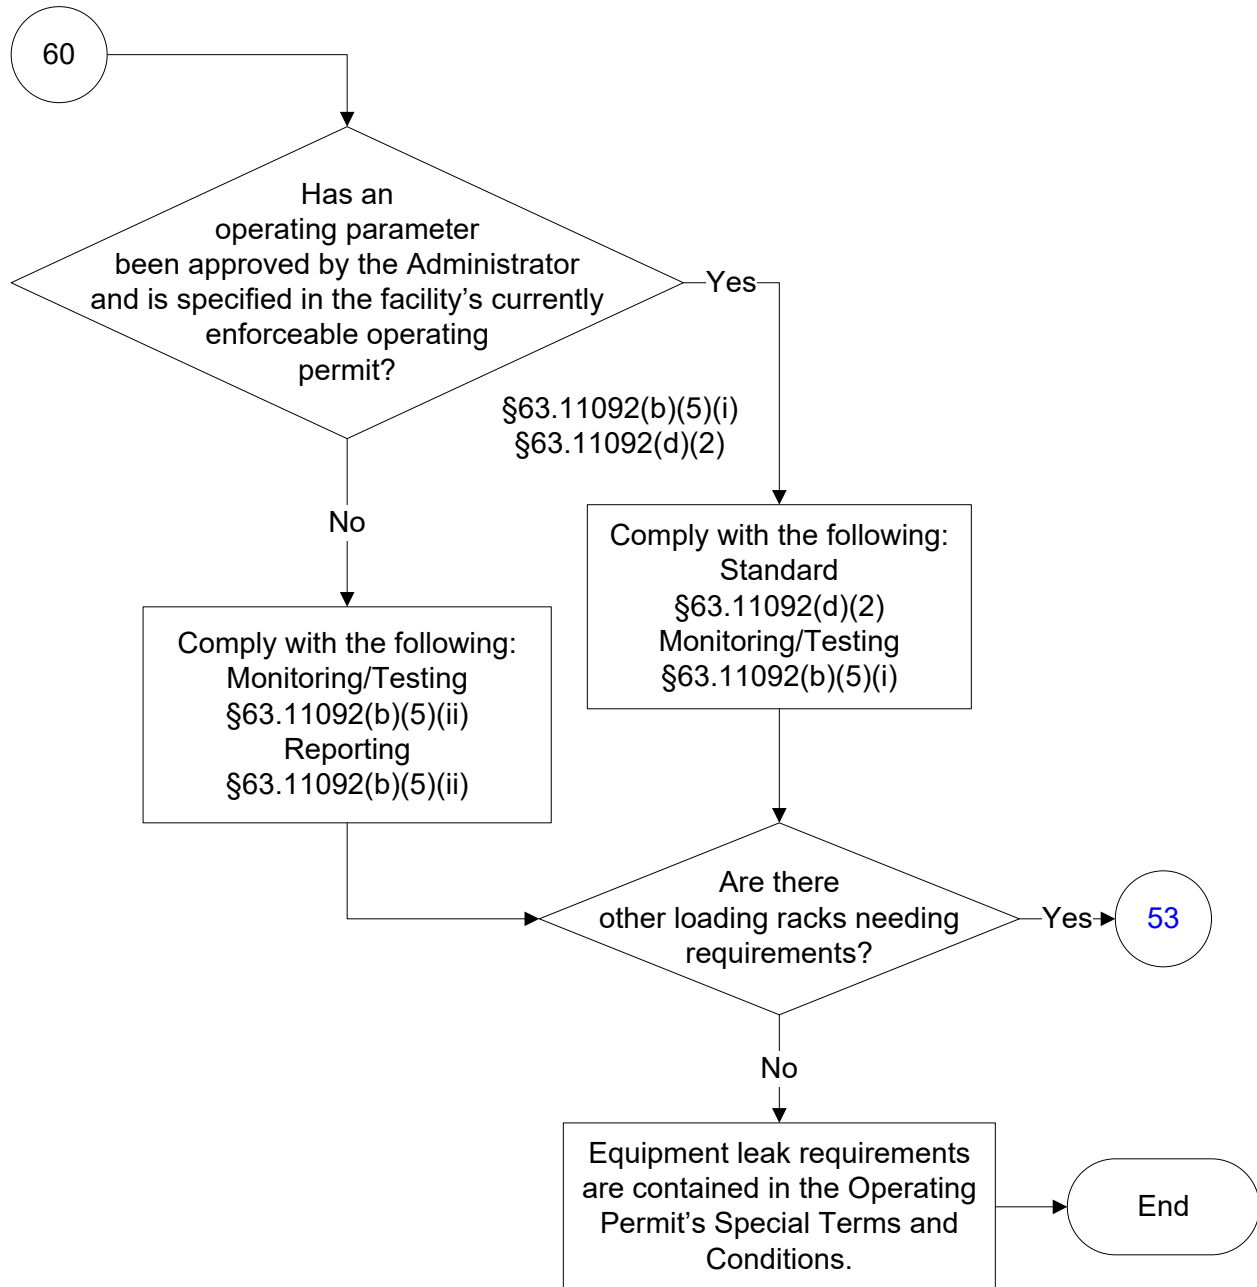 60
Has an
operating parameter
been approved by the Administrator
and is specified in the facility’s currently
enforceable operating
permit?
Yes
§63.11092(b)(5)(i)
§63.11092(d)(2)
No
Comply with the following:
Standard
§63.11092(d)(2)
Monitoring/Testing
§63.11092(b)(5)(i)
Comply with the following:
Monitoring/Testing
§63.11092(b)(5)(ii)
Reporting
§63.11092(b)(5)(ii)
Are there
other loading racks needing
requirements?
Yes
53
No
Equipment leak requirements
are contained in the Operating
Permit’s Special Terms and
Conditions.
End